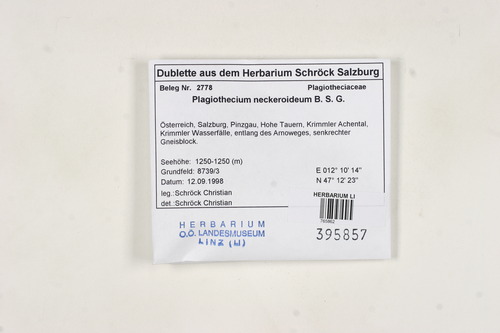 Dublette aus dem Herbarium Schröck Salzburg
Beleg Nr. 2778 Plagiotheciaceae
Plagiothecium neckeroideum B. S. G.
Österreich, Salzburg, Pinzgau, Hohe Tauern, Krimmler Achental,
Krimmler Wasserfälle, entlang des Arnoweges, senkrechter
Gneisblock.
Seehöhe: 1250-1250 (m)
Grundfeld: 8739/3 E 012° 10' 14"
Datum: 12.09.1998 N 47° 12' 23"
leg.:Schröck Christian
det.:Schröck Christian
HERBARIUM LI
HERBARIUM
O.Ö. LANDESMUSEUM
LINZ (LI)
395857